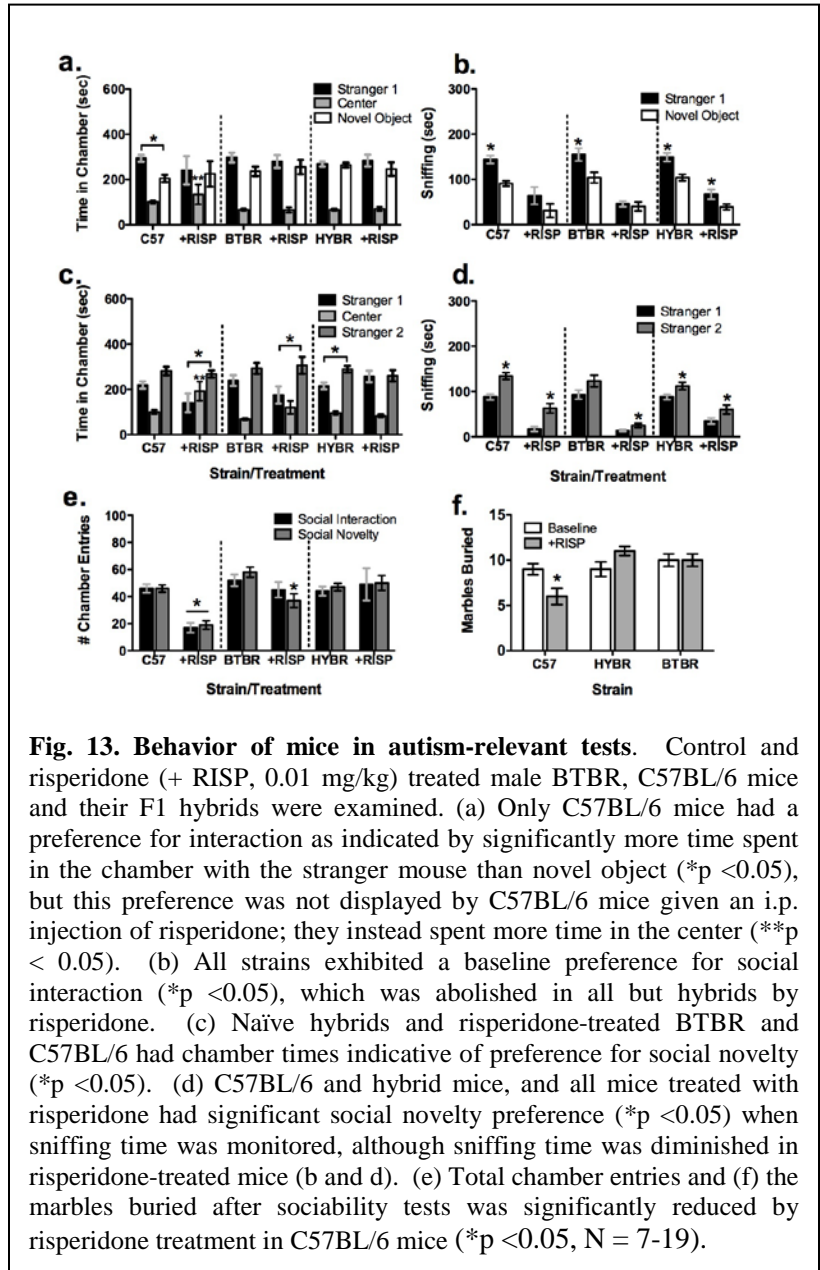 a.
Time in Chamber (sec)
600
400
200
0
Stranger 1
Center
Novel Object
*
**
C57 +RISP BTBR +RISP HYBR +RISP
b.
Sniffing (sec)
300
200
100
0
Stranger 1
Novel Object
* * * *
C57 +RISP BTBR +RISP HYBR +RISP
c.
Time in Chamber (sec)
600
400
200
0
Stranger 1
Center
Stranger 2
* * *
**
C57 +RISP BTBR +RISP HYBR +RISP
Strain/Treatment
d.
Sniffing (sec)
300
200
100
0
Stranger 1
Stranger 2
* * * * *
C57 +RISP BTBR +RISP HYBR +RISP
Strain/Treatment
e.
# Chamber Entries
100
80
60
40
20
0
Social Interaction
Social Novelty
* *
C57 +RISP BTBR +RISP HYBR +RISP
Strain/Treatment
f.
Marbles Buried
15
10
5
0
Baseline
+RISP
*
C57 HYBR BTBR
Strain
Fig. 13. Behavior of mice in autism-relevant tests. Control and
risperidone (+ RISP, 0.01 mg/kg) treated male BTBR, C57BL/6 mice
and their F1 hybrids were examined. (a) Only C57BL/6 mice had a
preference for interaction as indicated by significantly more time spent
in the chamber with the stranger mouse than novel object (*p <0.05),
but this preference was not displayed by C57BL/6 mice given an i.p.
injection of risperidone; they instead spent more time in the center (**p
< 0.05). (b) All strains exhibited a baseline preference for social
interaction (*p <0.05), which was abolished in all but hybrids by
risperidone. (c) Naïve hybrids and risperidone-treated BTBR and
C57BL/6 had chamber times indicative of preference for social novelty
(*p <0.05). (d) C57BL/6 and hybrid mice, and all mice treated with
risperidone had significant social novelty preference (*p <0.05) when
sniffing time was monitored, although sniffing time was diminished in
risperidone-treated mice (b and d). (e) Total chamber entries and (f) the
marbles buried after sociability tests was significantly reduced by
risperidone treatment in C57BL/6 mice (*p <0.05, N = 7-19).